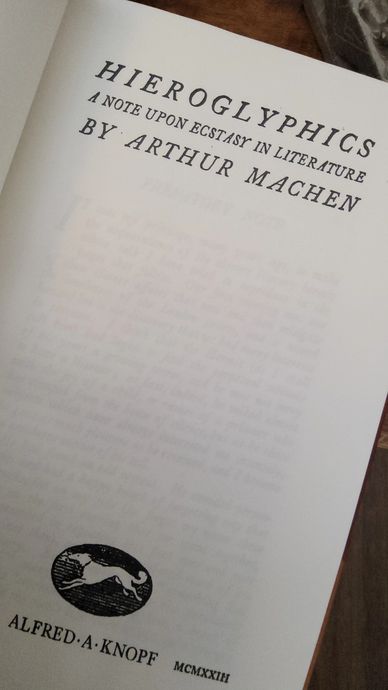 HIEROGLYPHICS
A NOTE UPON ECSTASY IN LITERATURE
BY ARTHUR MACHEN
ALFRED·A·KNOPF MCMXXIII